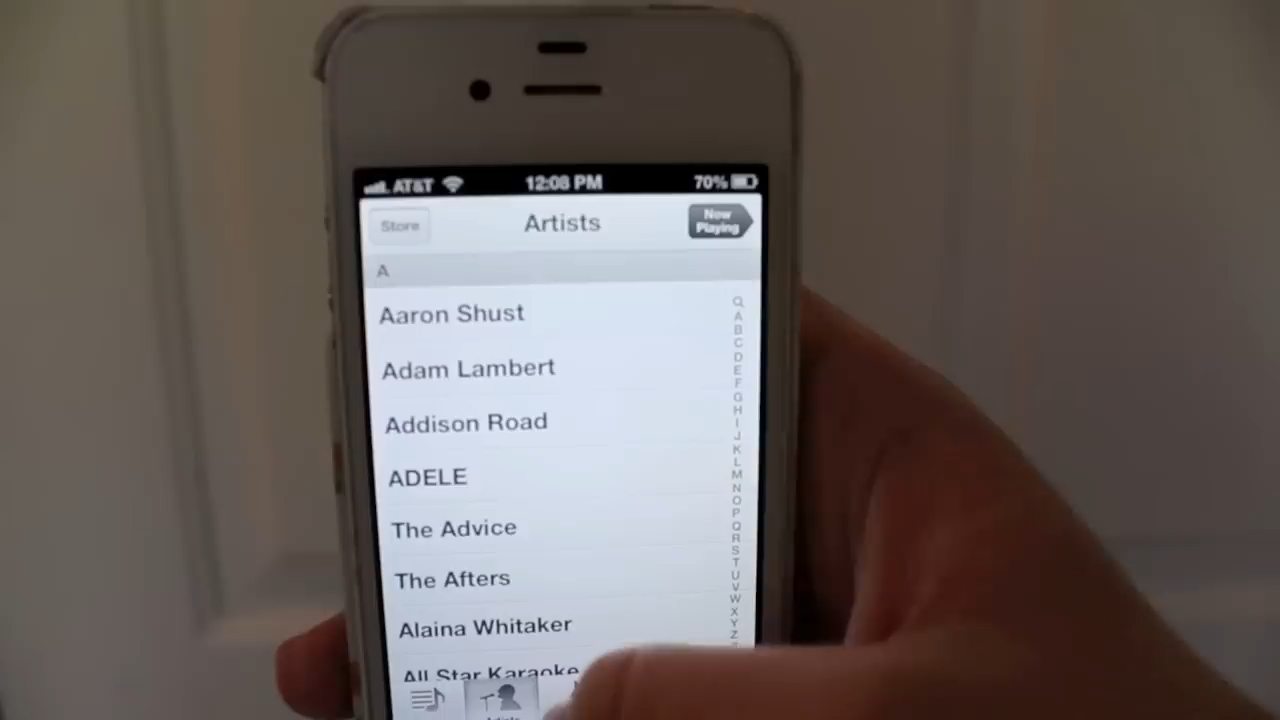 AT&T 12:08 PM 70%
Store
Artists
Now
Playing
A
Aaron Shust
Adam Lambert
Addison Road
ADELE
The Advice
The Afters
Alaina Whitaker
All Star Karaoke
A
B
C
D
E
F
G
H
I
J
K
L
M
N
O
P
Q
R
S
T
U
V
W
X
Y
Z
Artists